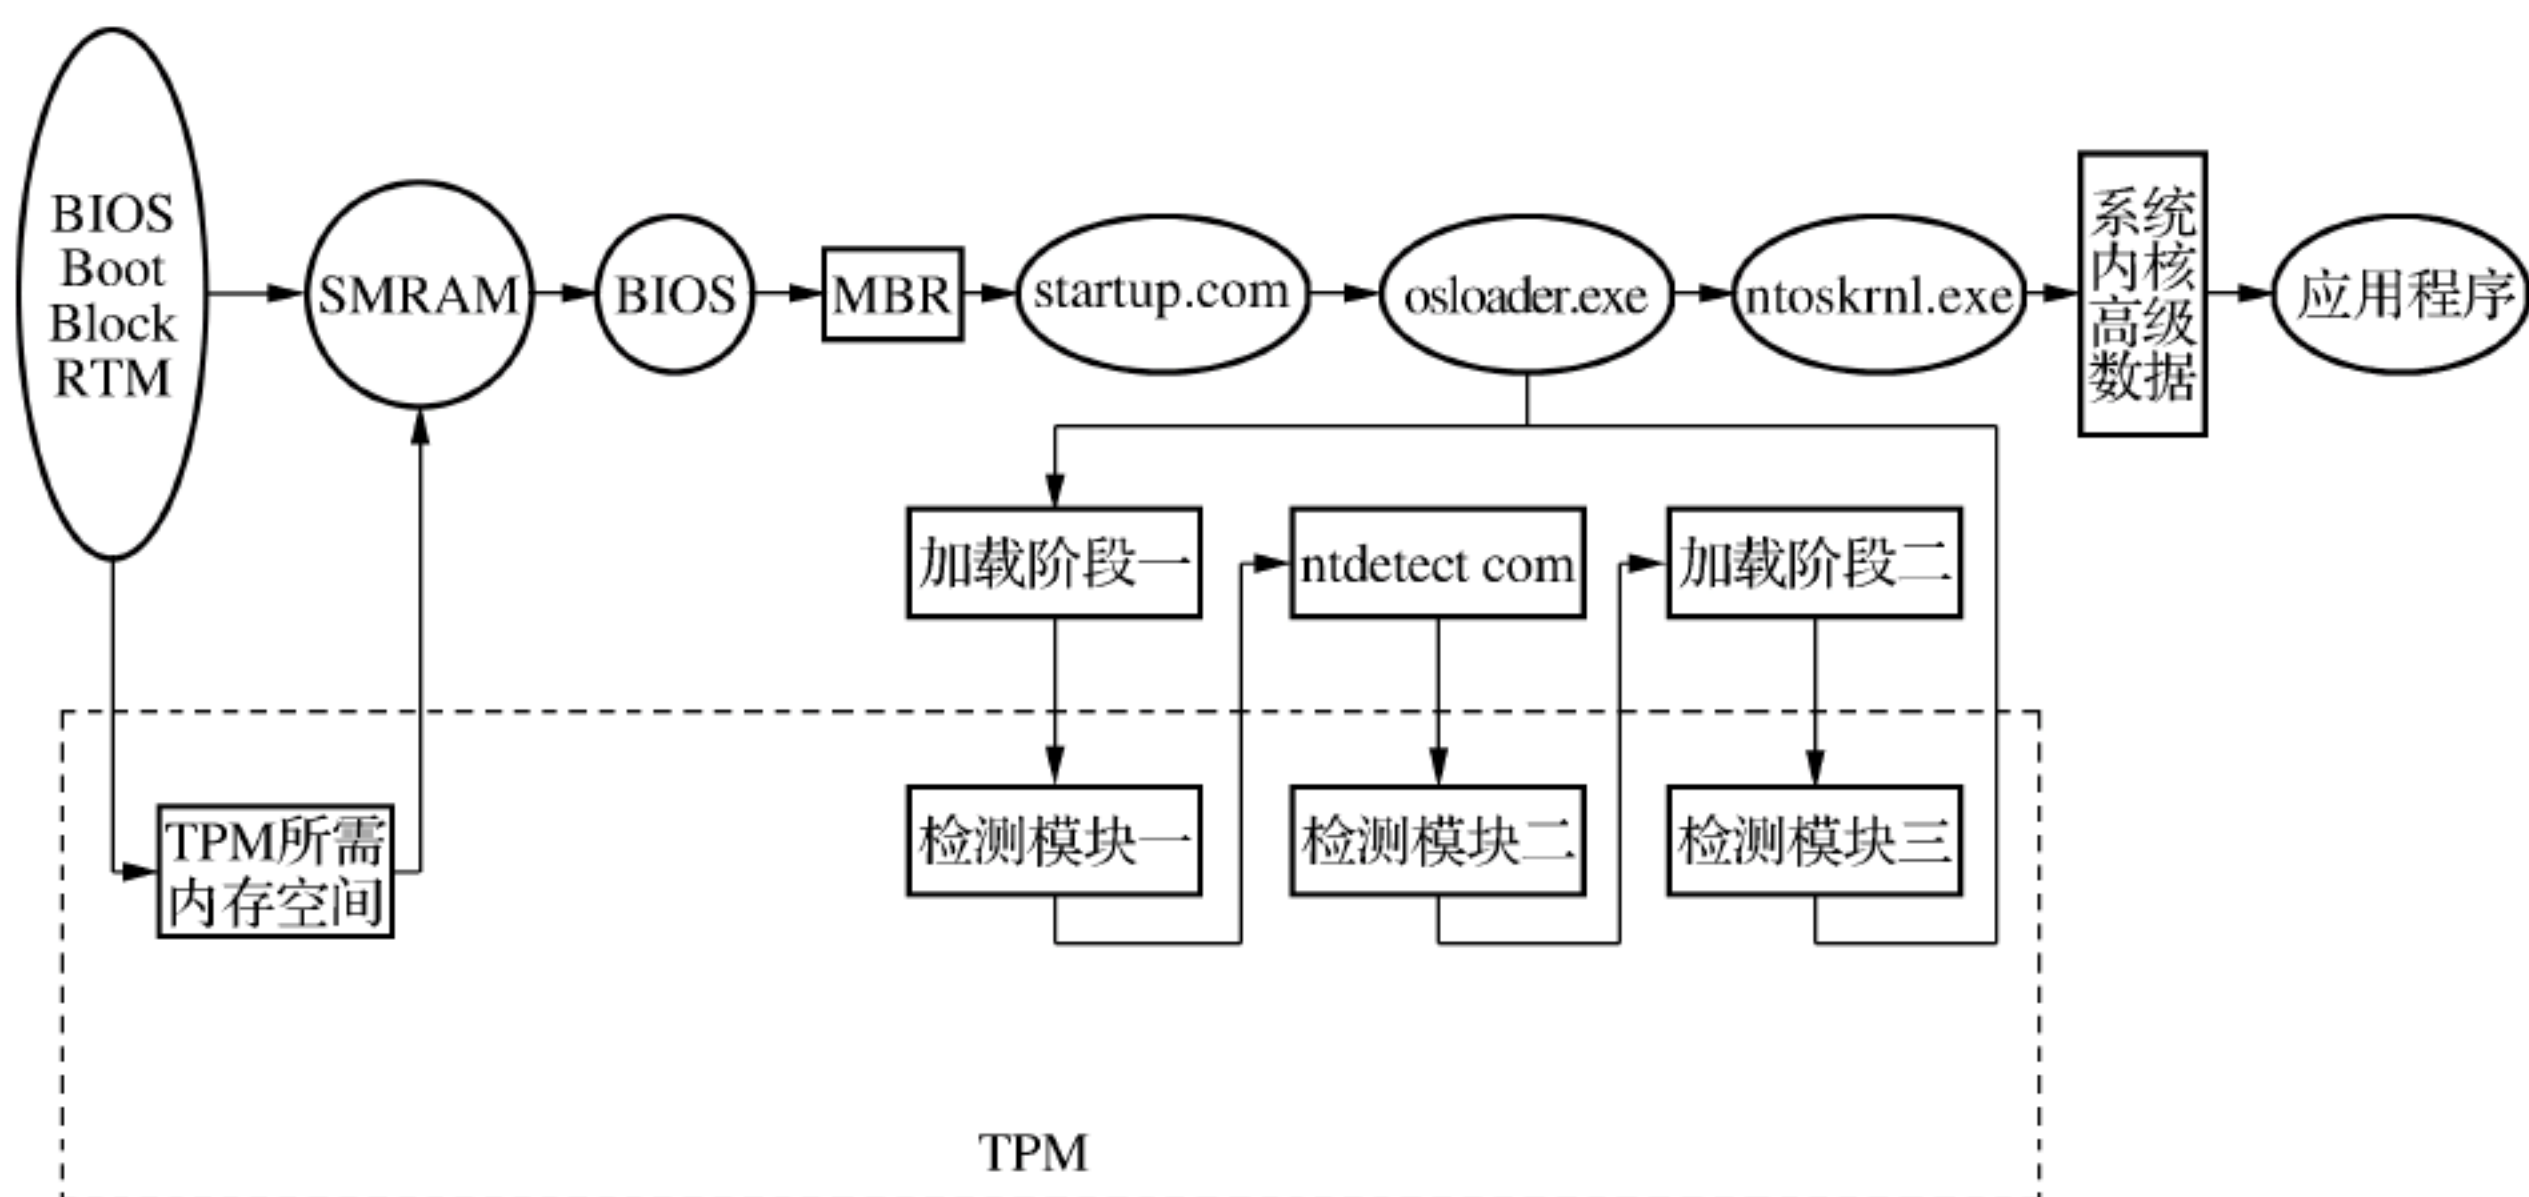 BIOS
Boot
Block
RTM
SMRAM
BIOS
MBR
startup.com
osloader.exe
ntoskrnl.exe
系统
内核
高级
数据
应用程序
加载阶段一
ntdetect com
加载阶段二
TPM所需
内存空间
检测模块一
检测模块二
检测模块三
TPM